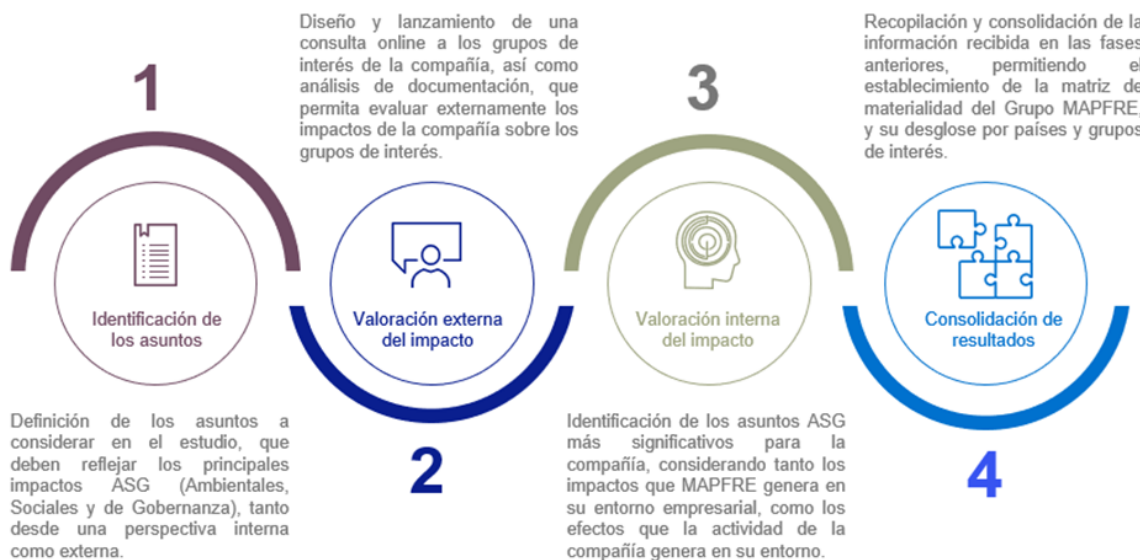 1
Identificación de
los asuntos
Definición de los asuntos a
considerar en el estudio, que
deben reflejar los principales
impactos ASG (Ambientales,
Sociales y de Gobernanza), tanto
desde una perspectiva interna
como externa.
Diseño y lanzamiento de una
consulta online a los grupos de
interés de la compañía, así como
análisis de documentación, que
permita evaluar externamente los
impactos de la compañía sobre los
grupos de interés.
Valoración externa
del impacto
2
3
Valoración interna
del impacto
Identificación de los asuntos ASG
más significativos para la
compañía, considerando tanto los
impactos que MAPFRE genera en
su entorno empresarial, como los
efectos que la actividad de la
compañía genera en su entorno.
Recopilación y consolidación de la
información recibida en las fases
anteriores, permitiendo el
establecimiento de la matriz de
materialidad del Grupo MAPFRE,
y su desglose por países y grupos
de interés.
Consolidación de
resultados
4